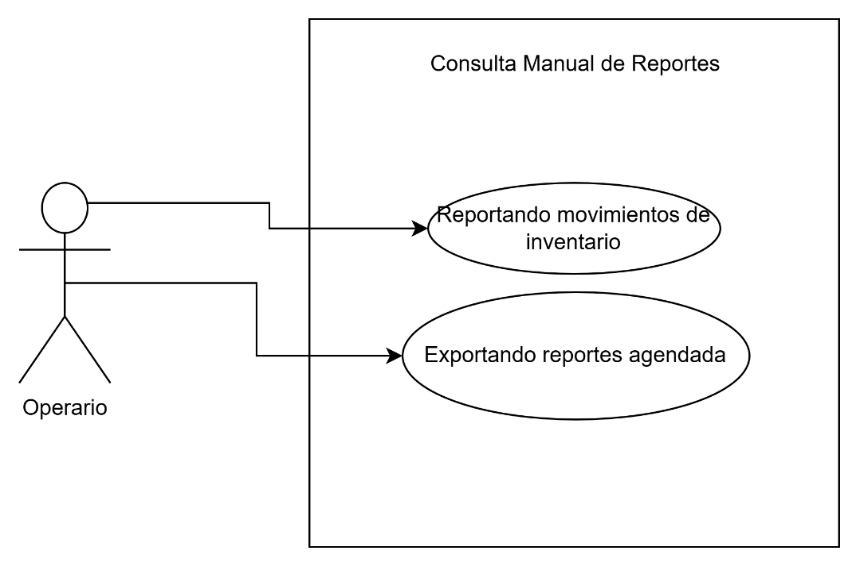 Consulta Manual de Reportes
Reportando movimientos de
inventario
Exportando reportes agendada
Operario